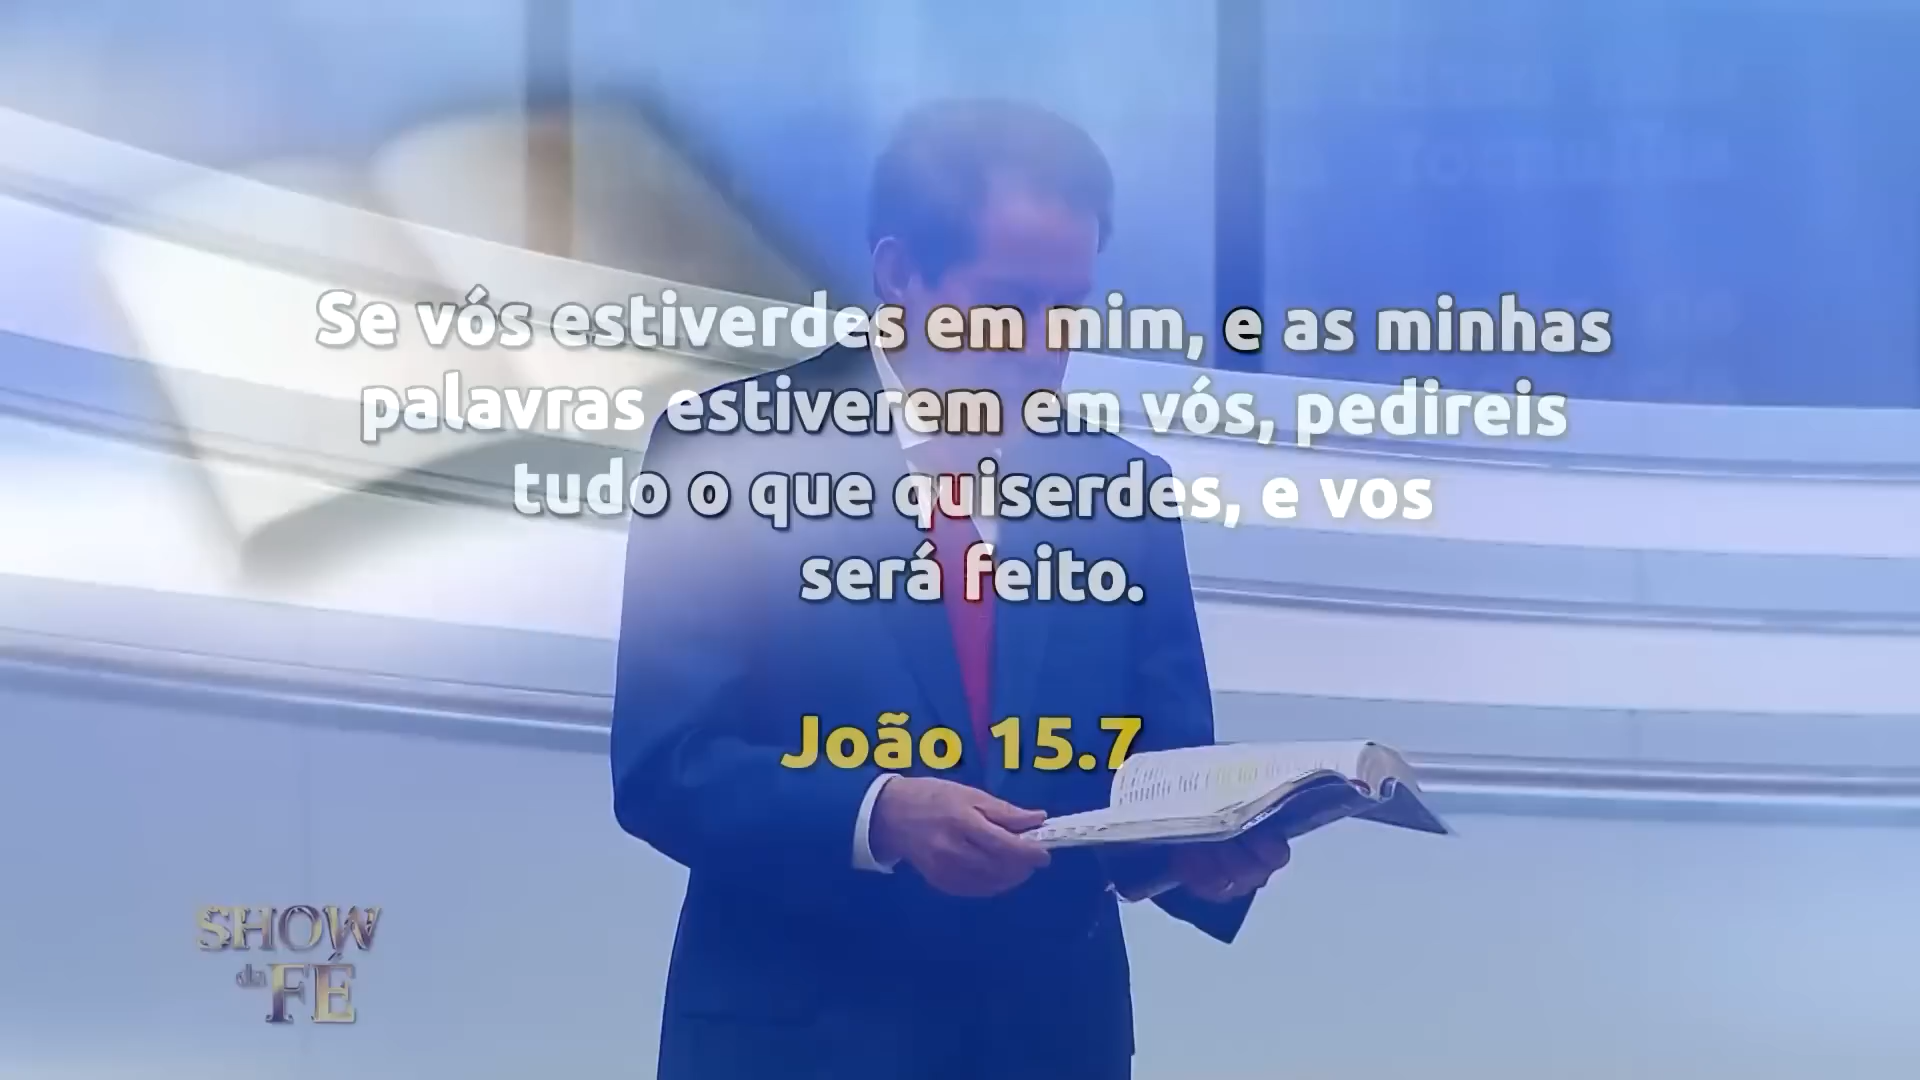 Se vós estiverdes em mim, e as minhas
palavras estiverem em vós, pedireis
tudo o que quiserdes, e vos
será feito.
João 15.7
SHOW
da FÉ